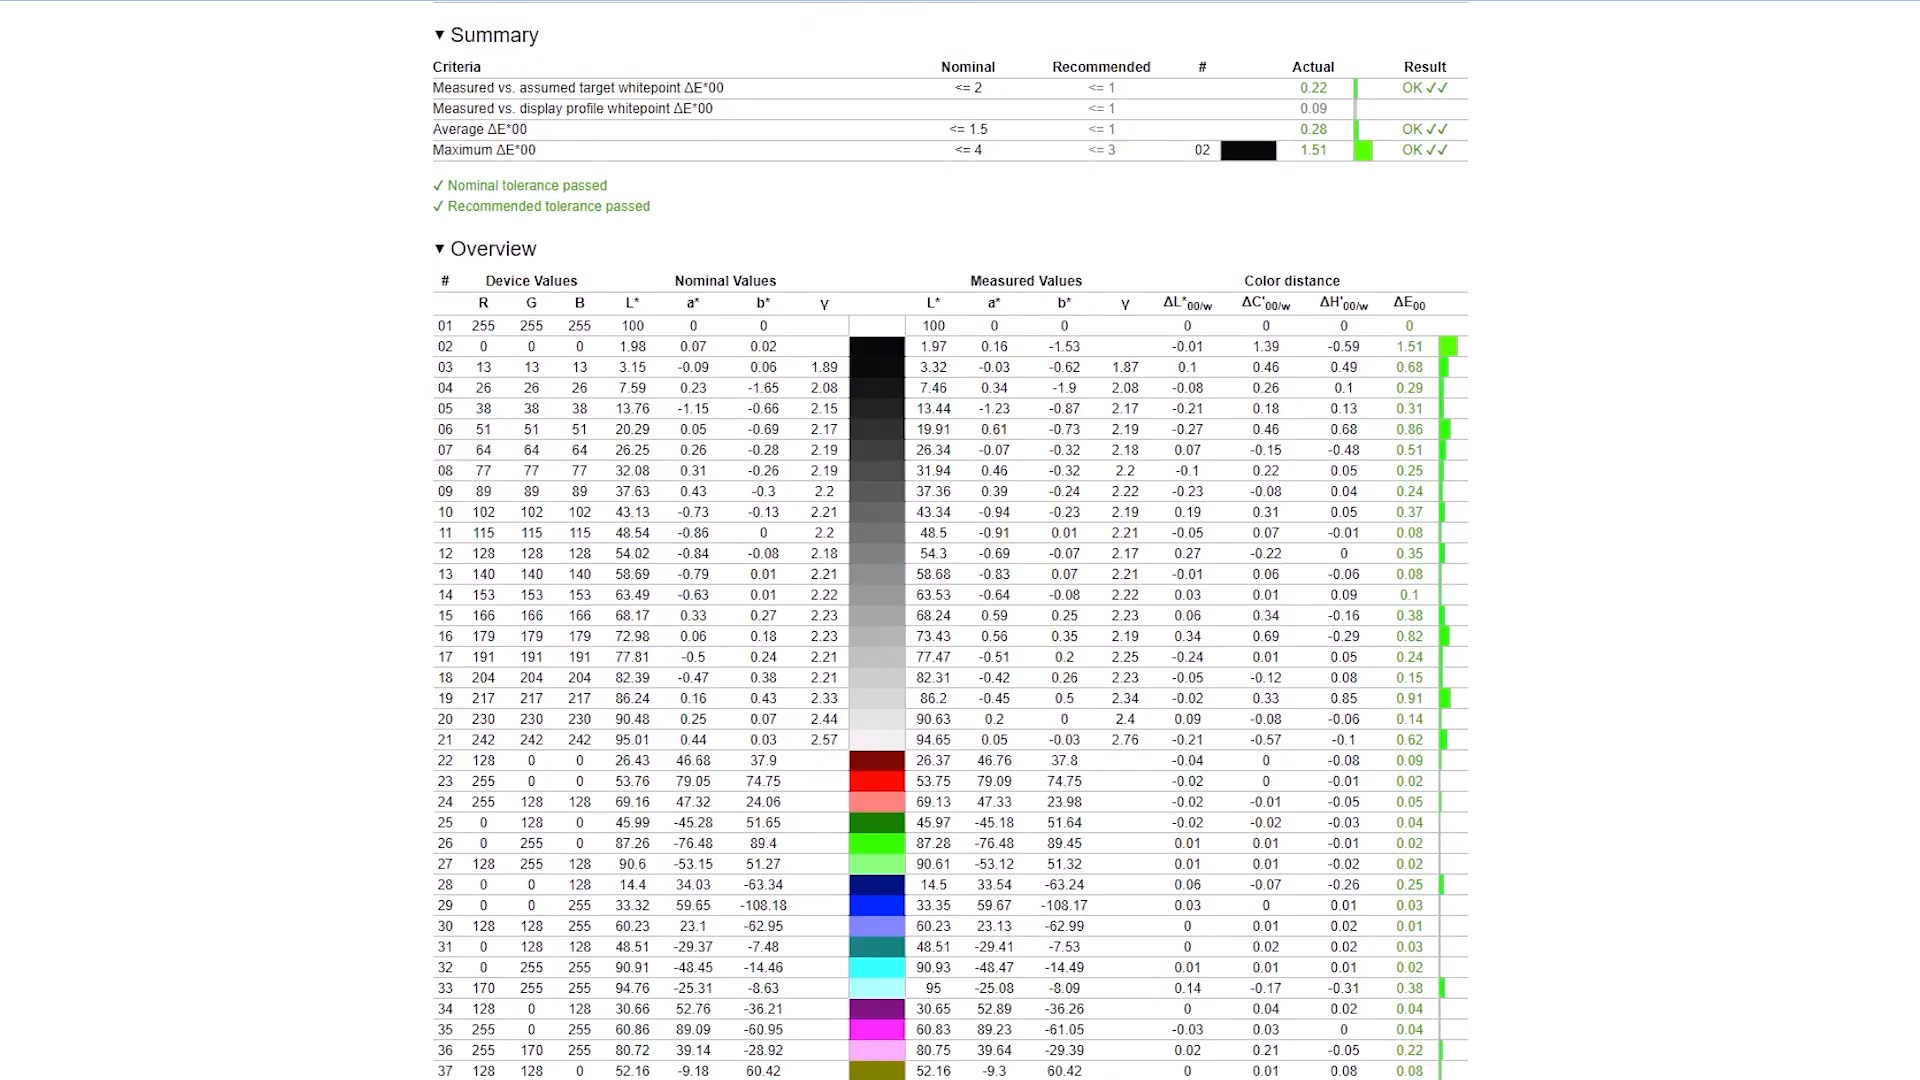 ▼ Summary
Criteria Nominal Recommended # Actual Result
Measured vs. assumed target whitepoint ΔE*00 <= 2 <= 1 0.22 OK ✓✓
Measured vs. display profile whitepoint ΔE*00 <= 1 0.09
Average ΔE*00 <= 1.5 <= 1 0.28 OK ✓✓
Maximum ΔE*00 <= 4 <= 3 02 1.51 OK ✓✓
✓ Nominal tolerance passed
✓ Recommended tolerance passed
▼ Overview
# Device Values Nominal Values Measured Values Color distance
R G B L* a* b* γ L* a* b* γ ΔL*00/w ΔC'00/w ΔH'00/w ΔE00
01 255 255 255 100 0 0 100 0 0 0 0 0 0
02 0 0 0 1.98 0.07 0.02 1.97 0.16 -1.53 -0.01 1.39 -0.59 1.51
03 13 13 13 3.15 -0.09 0.06 1.89 3.32 -0.03 -0.62 1.87 0.1 0.46 0.49 0.68
04 26 26 26 7.59 0.23 -1.65 2.08 7.46 0.34 -1.9 2.08 -0.08 0.26 0.1 0.29
05 38 38 38 13.76 -1.15 -0.66 2.15 13.44 -1.23 -0.87 2.17 -0.21 0.18 0.13 0.31
06 51 51 51 20.29 0.05 -0.69 2.17 19.91 0.61 -0.73 2.19 -0.27 0.46 0.68 0.86
07 64 64 64 26.25 0.26 -0.28 2.19 26.34 -0.07 -0.32 2.18 0.07 -0.15 -0.48 0.51
08 77 77 77 32.08 0.31 -0.26 2.19 31.94 0.46 -0.32 2.2 -0.1 0.22 0.05 0.25
09 89 89 89 37.63 0.43 -0.3 2.2 37.36 0.39 -0.24 2.22 -0.23 -0.08 0.04 0.24
10 102 102 102 43.13 -0.73 -0.13 2.21 43.34 -0.94 -0.23 2.19 0.19 0.31 0.05 0.37
11 115 115 115 48.54 -0.86 0 2.2 48.5 -0.91 0.01 2.21 -0.05 0.07 -0.01 0.08
12 128 128 128 54.02 -0.84 -0.08 2.18 54.3 -0.69 -0.07 2.17 0.27 -0.22 0 0.35
13 140 140 140 58.69 -0.79 0.01 2.21 58.68 -0.83 0.07 2.21 -0.01 0.06 -0.06 0.08
14 153 153 153 63.49 -0.63 0.01 2.22 63.53 -0.64 -0.08 2.22 0.03 0.01 0.09 0.1
15 166 166 166 68.17 0.33 0.27 2.23 68.24 0.59 0.25 2.23 0.06 0.34 -0.16 0.38
16 179 179 179 72.98 0.06 0.18 2.23 73.43 0.56 0.35 2.19 0.34 0.69 -0.29 0.82
17 191 191 191 77.81 -0.5 0.24 2.21 77.47 -0.51 0.2 2.25 -0.24 0.01 0.05 0.24
18 204 204 204 82.39 -0.47 0.38 2.21 82.31 -0.42 0.26 2.23 -0.05 -0.12 0.08 0.15
19 217 217 217 86.24 0.16 0.43 2.33 86.2 -0.45 0.5 2.34 -0.02 0.33 0.85 0.91
20 230 230 230 90.48 0.25 0.07 2.44 90.63 0.2 0 2.4 0.09 -0.08 -0.06 0.14
21 242 242 242 95.01 0.44 0.03 2.57 94.65 0.05 -0.03 2.76 -0.21 -0.57 -0.1 0.62
22 128 0 0 26.43 46.68 37.9 26.37 46.76 37.8 -0.04 0 -0.08 0.09
23 255 0 0 53.76 79.05 74.75 53.75 79.09 74.75 -0.02 0 -0.01 0.02
24 255 128 128 69.16 47.32 24.06 69.13 47.33 23.98 -0.02 -0.01 -0.05 0.05
25 0 128 0 45.99 -45.28 51.65 45.97 -45.18 51.64 -0.02 -0.02 -0.03 0.04
26 0 255 0 87.26 -76.48 89.4 87.28 -76.48 89.45 0.01 0.01 -0.01 0.02
27 128 255 128 90.6 -53.15 51.27 90.61 -53.12 51.32 0.01 0.01 -0.02 0.02
28 0 0 128 14.4 34.03 -63.34 14.5 33.54 -63.24 0.06 -0.07 -0.26 0.25
29 0 0 255 33.32 59.65 -108.18 33.35 59.67 -108.17 0.03 0 0.01 0.03
30 128 128 255 60.23 23.1 -62.95 60.23 23.13 -62.99 0 0.01 0.02 0.01
31 0 128 128 48.51 -29.37 -7.48 48.51 -29.41 -7.53 0 0.02 0.02 0.03
32 0 255 255 90.91 -48.45 -14.46 90.93 -48.47 -14.49 0.01 0.01 0.01 0.02
33 170 255 255 94.76 -25.31 -8.63 95 -25.08 -8.09 0.14 -0.17 -0.31 0.38
34 128 0 128 30.66 52.76 -36.21 30.65 52.89 -36.26 0 0.04 0.02 0.04
35 255 0 255 60.86 89.09 -60.95 60.83 89.23 -61.05 -0.03 0.03 0 0.04
36 255 170 255 80.72 39.14 -28.92 80.75 39.64 -29.39 0.02 0.21 -0.05 0.22
37 128 128 0 52.16 -9.18 60.42 52.16 -9.3 60.42 0 0.01 0.08 0.08